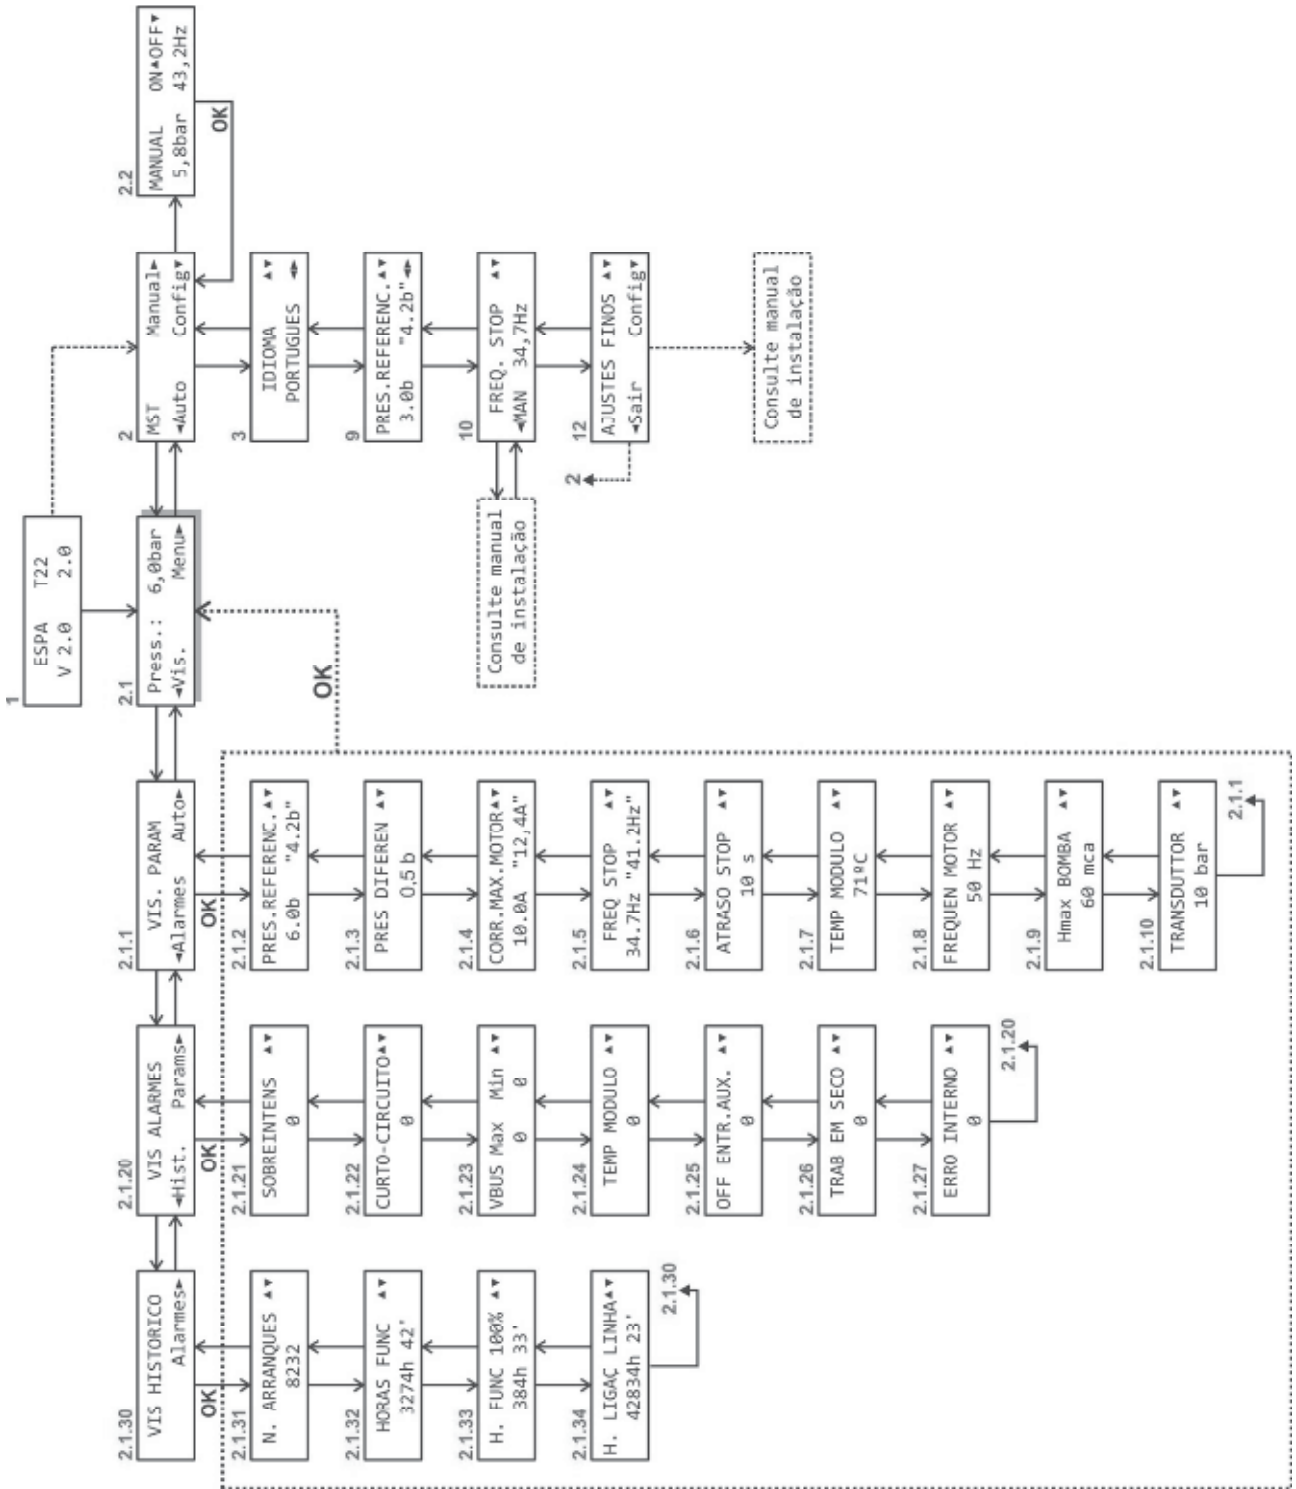 1
ESPA T22
V 2.0 2.0
2.1.30
VIS HISTORICO
Alarmes►
OK
2.1.31
N. ARRANQUES ▲▼
8232
2.1.32
HORAS FUNC ▲▼
3274h 42'
2.1.33
H. FUNC 100% ▲▼
384h 33'
2.1.34
H. LIGAÇ LINHA▲▼
42834h 23'
2.1.30
2.1.20
VIS ALARMES
◄Hist. Params►
OK
2.1.21
SOBREINTENS ▲▼
0
2.1.22
CURTO-CIRCUITO▲▼
0
2.1.23
VBUS Max Min ▲▼
0 0
2.1.24
TEMP MODULO ▲▼
0
2.1.25
OFF ENTR.AUX. ▲▼
0
2.1.26
TRAB EM SECO ▲▼
0
2.1.27
ERRO INTERNO ▲▼
0
2.1.20
2.1.1
VIS. PARAM
◄Alarmes Auto►
OK
2.1.2
PRES.REFERENC.▲▼
6.0b "4.2b"
2.1.3
PRES DIFEREN ▲▼
0,5 b
2.1.4
CORR.MAX.MOTOR▲▼
10.0A "12,4A"
2.1.5
FREQ STOP ▲▼
34.7Hz "41.2Hz"
2.1.6
ATRASO STOP ▲▼
10 s
2.1.7
TEMP MODULO ▲▼
71ºC
2.1.8
FREQUEN MOTOR ▲▼
50 Hz
2.1.9
Hmax BOMBA ▲▼
60 mca
2.1.10
TRANSDUTTOR ▲▼
10 bar
2.1.1
2.1
Press.: 6,0bar
◄Vis. Menu►
OK
2
MST Manual►
◄Auto Config▼
3
IDIOMA ▲▼
PORTUGUES ◄►
9
PRES.REFERENC.▲▼
3.0b "4.2b"◄►
10
FREQ. STOP ▲▼
◄MAN 34,7Hz
Consulte manual
de instalação
12
AJUSTES FINOS ▲▼
◄Sair Config▼
2
Consulte manual
de instalação
2.2
MANUAL ON▲OFF▼
5,8bar 43,2Hz
OK